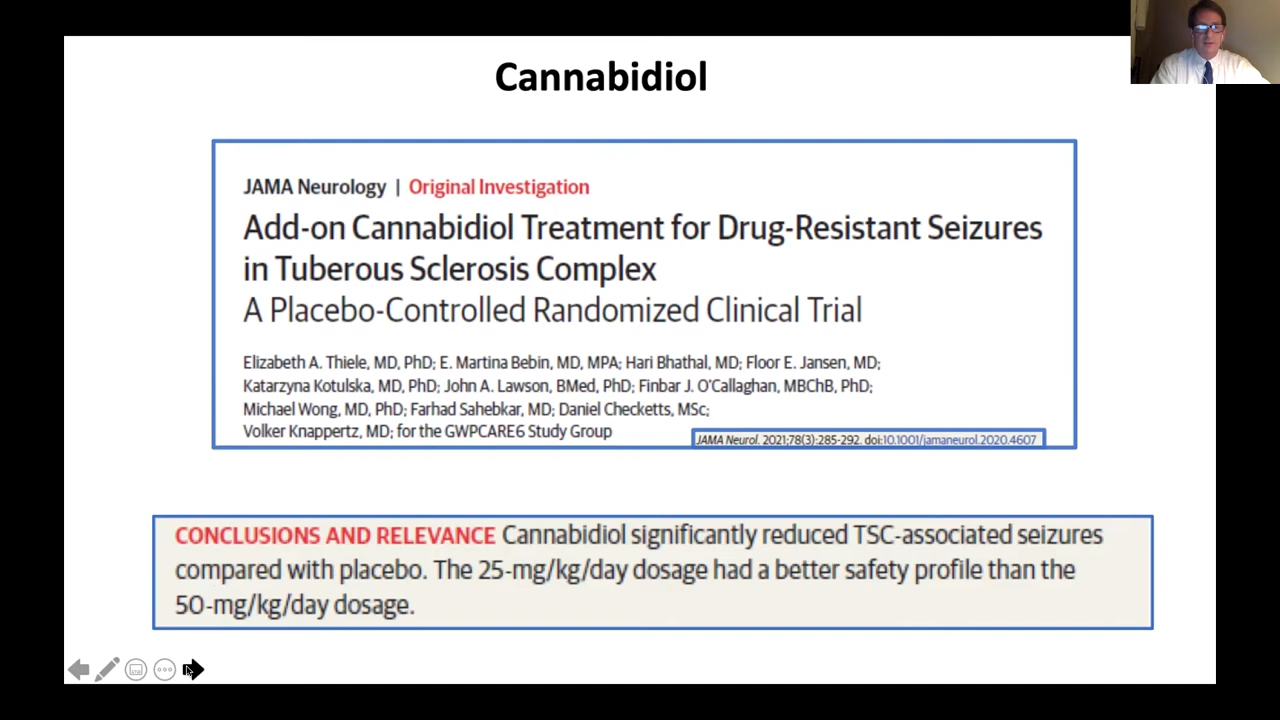 Cannabidiol
JAMA Neurology | Original Investigation
Add-on Cannabidiol Treatment for Drug-Resistant Seizures
in Tuberous Sclerosis Complex
A Placebo-Controlled Randomized Clinical Trial
Elizabeth A. Thiele, MD, PhD; E. Martina Bebin, MD, MPA; Hari Bhathal, MD; Floor E. Jansen, MD;
Katarzyna Kotulska, MD, PhD; John A. Lawson, BMed, PhD; Finbar J. O'Callaghan, MBChB, PhD;
Michael Wong, MD, PhD; Farhad Sahebkar, MD; Daniel Checketts, MSc;
Volker Knappertz, MD; for the GWPCARE6 Study Group
JAMA Neurol. 2021;78(3):285-292. doi:10.1001/jamaneurol.2020.4607
CONCLUSIONS AND RELEVANCE Cannabidiol significantly reduced TSC-associated seizures
compared with placebo. The 25-mg/kg/day dosage had a better safety profile than the
50-mg/kg/day dosage.